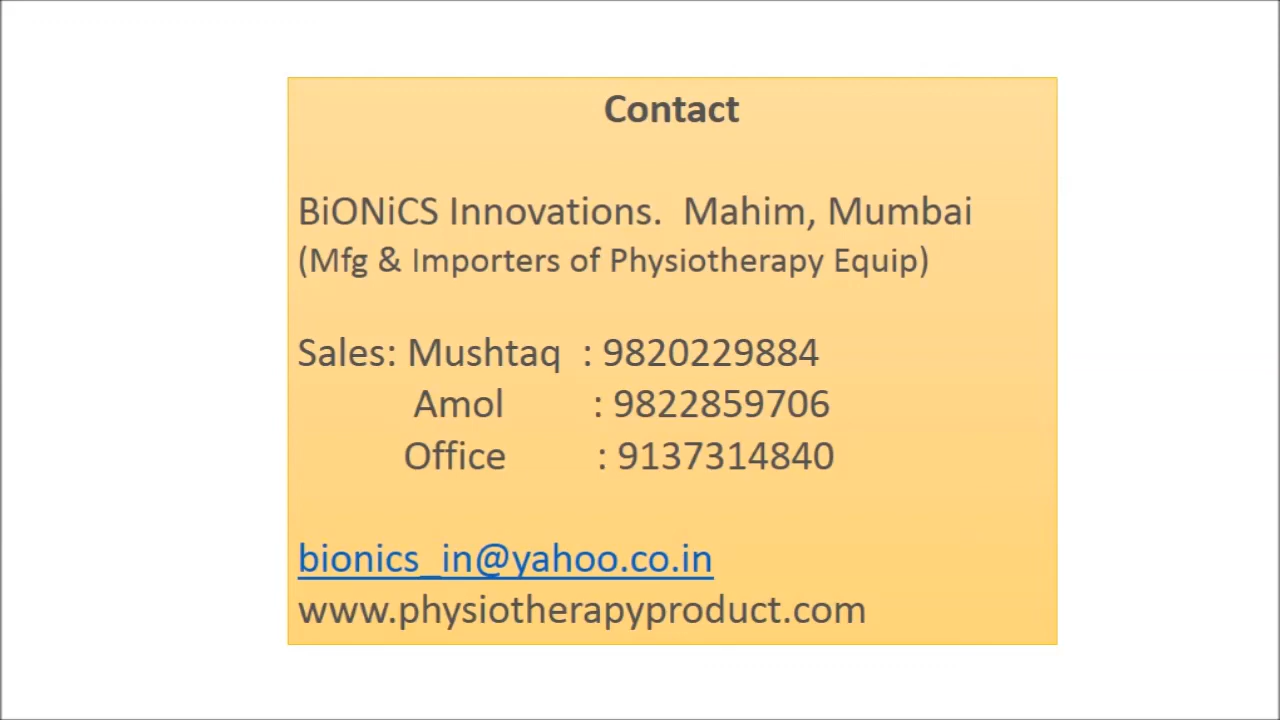 Contact
BiONiCS Innovations.  Mahim, Mumbai
(Mfg & Importers of Physiotherapy Equip)
Sales: Mushtaq  : 9820229884
Amol : 9822859706
Office : 9137314840
bionics_in@yahoo.co.in
www.physiotherapyproduct.com